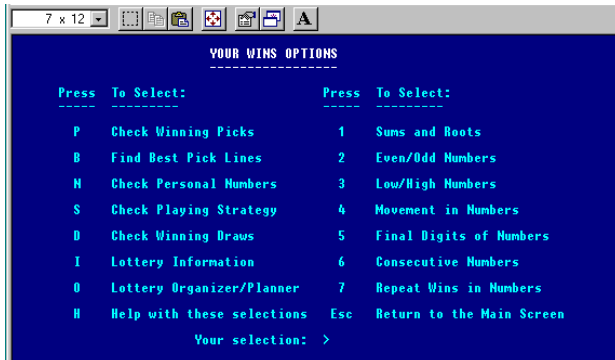 7 x 12
A
YOUR WINS OPTIONS
Press To Select: Press To Select:
P Check Winning Picks 1 Sums and Roots
B Find Best Pick Lines 2 Even/Odd Numbers
N Check Personal Numbers 3 Low/High Numbers
S Check Playing Strategy 4 Movement in Numbers
D Check Winning Draws 5 Final Digits of Numbers
I Lottery Information 6 Consecutive Numbers
O Lottery Organizer/Planner 7 Repeat Wins in Numbers
H Help with these selections Esc Return to the Main Screen
Your selection: >